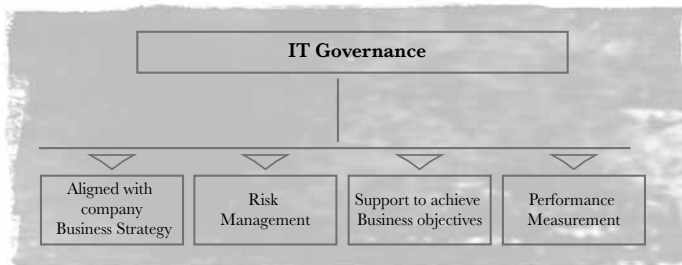 IT Governance
Aligned with
company
Business Strategy
Risk
Management
Support to achieve
Business objectives
Performance
Measurement